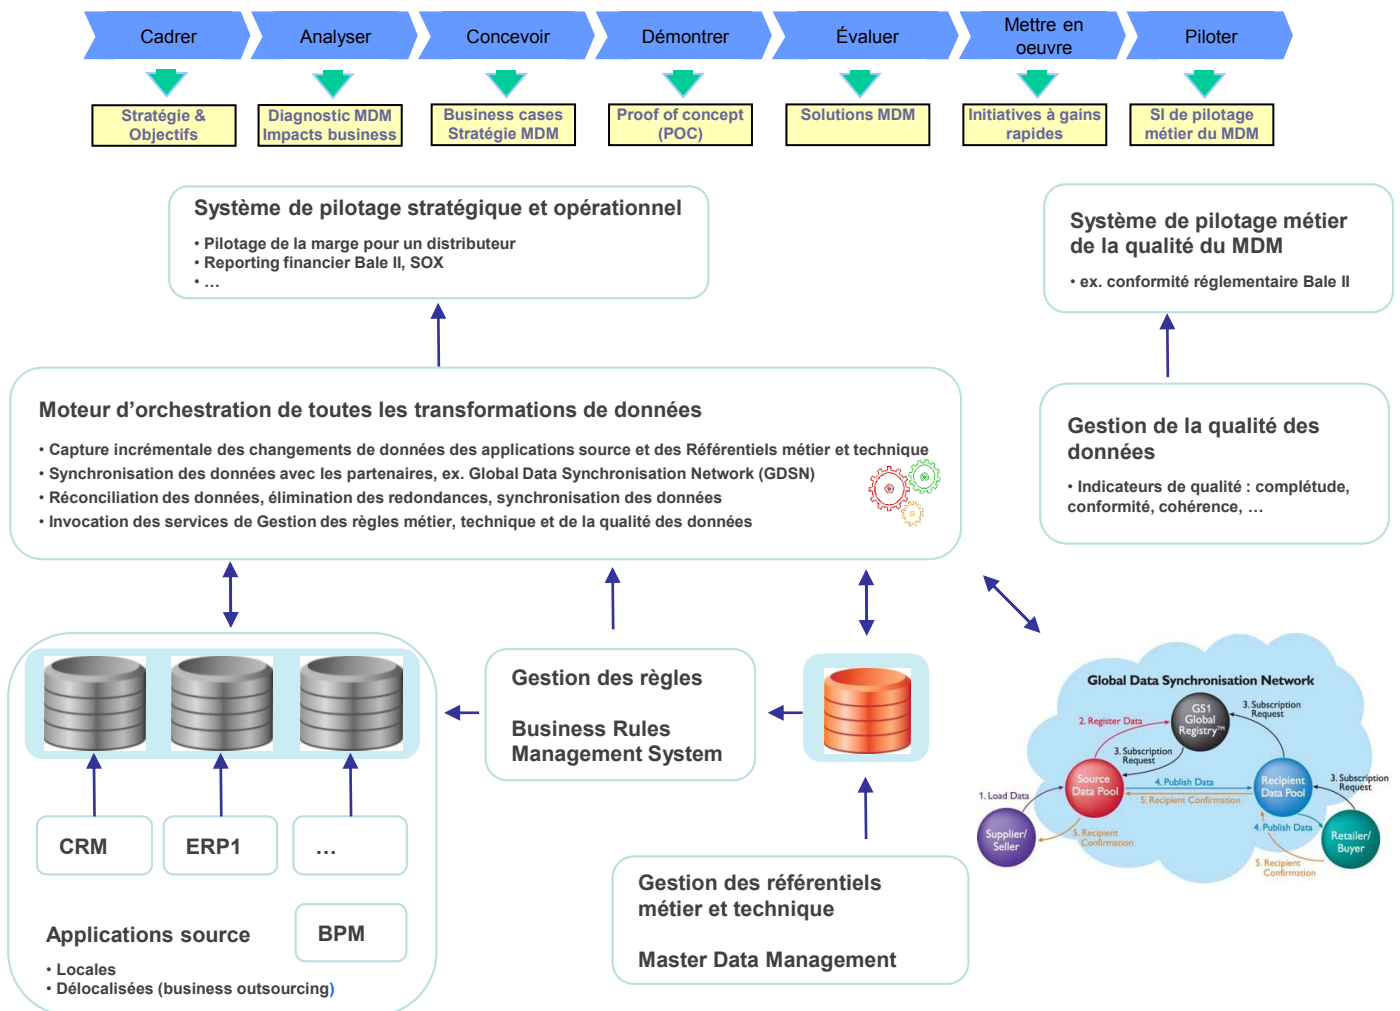 Cadrer
Analyser
Concevoir
Démontrer
Évaluer
Mettre en
oeuvre
Piloter
Stratégie &
Objectifs
Diagnostic MDM
Impacts business
Business cases
Stratégie MDM
Proof of concept
(POC)
Solutions MDM
Initiatives à gains
rapides
SI de pilotage
métier du MDM
Système de pilotage stratégique et opérationnel
• Pilotage de la marge pour un distributeur
• Reporting financier Bale II, SOX
• …
Système de pilotage métier
de la qualité du MDM
• ex. conformité réglementaire Bale II
Moteur d’orchestration de toutes les transformations de données
• Capture incrémentale des changements de données des applications source et des Référentiels métier et technique
• Synchronisation des données avec les partenaires, ex. Global Data Synchronisation Network (GDSN)
• Réconciliation des données, élimination des redondances, synchronisation des données
• Invocation des services de Gestion des règles métier, technique et de la qualité des données
Gestion de la qualité des
données
• Indicateurs de qualité : complétude,
conformité, cohérence, …
Gestion des règles
Business Rules
Management System
CRM
ERP1
…
BPM
Applications source
• Locales
• Délocalisées (business outsourcing)
Gestion des référentiels
métier et technique
Master Data Management
Global Data Synchronisation Network
GS1
Global
Registry™
2. Register Data
3. Subscription
Request
3. Subscription
Request
Source
Data Pool
4. Publish Data
5. Recipient Confirmation
Recipient
Data Pool
3. Subscription
Request
1. Load Data
Supplier/
Seller
5. Recipient
Confirmation
4. Publish Data
Retailer/
Buyer
5. Recipient
Confirmation